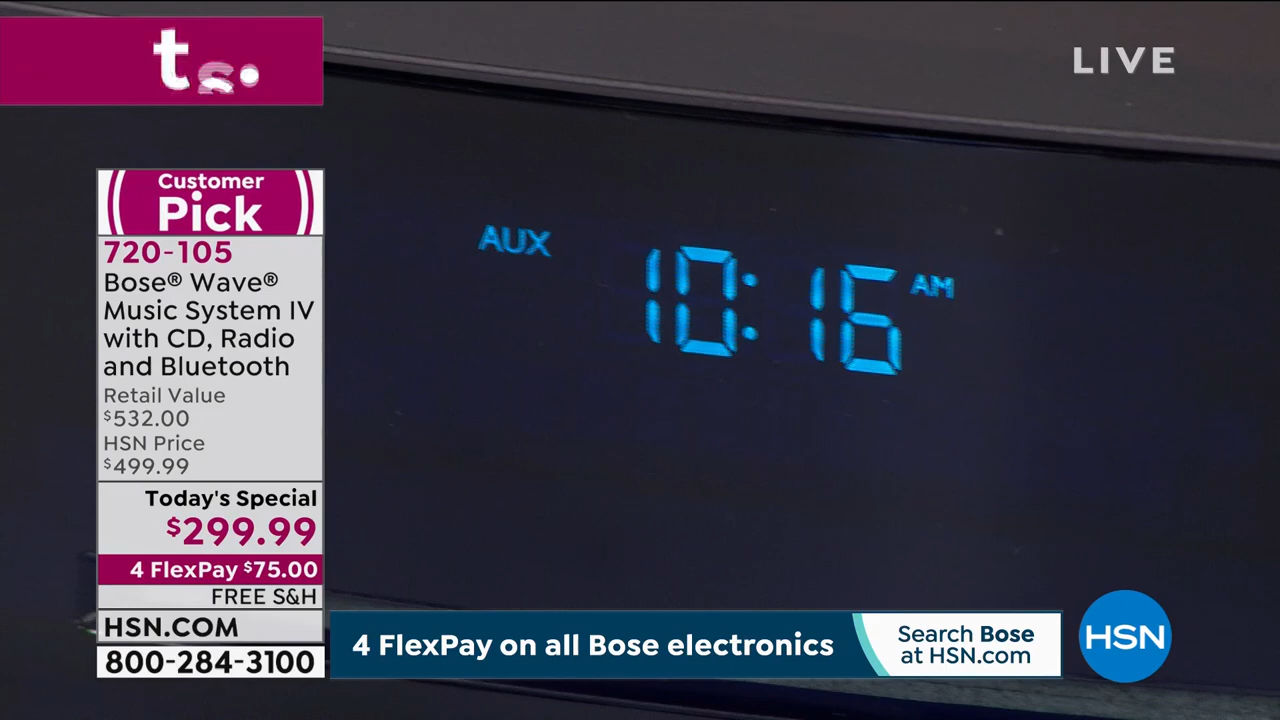 ts.
LIVE
Customer
Pick
720-105
Bose® Wave®
Music System IV
with CD, Radio
and Bluetooth
Retail Value
$532.00
HSN Price
$499.99
Today's Special
$299.99
4 FlexPay $75.00
FREE S&H
HSN.COM
800-284-3100
AUX
10:16 AM
4 FlexPay on all Bose electronics
Search Bose
at HSN.com
HSN